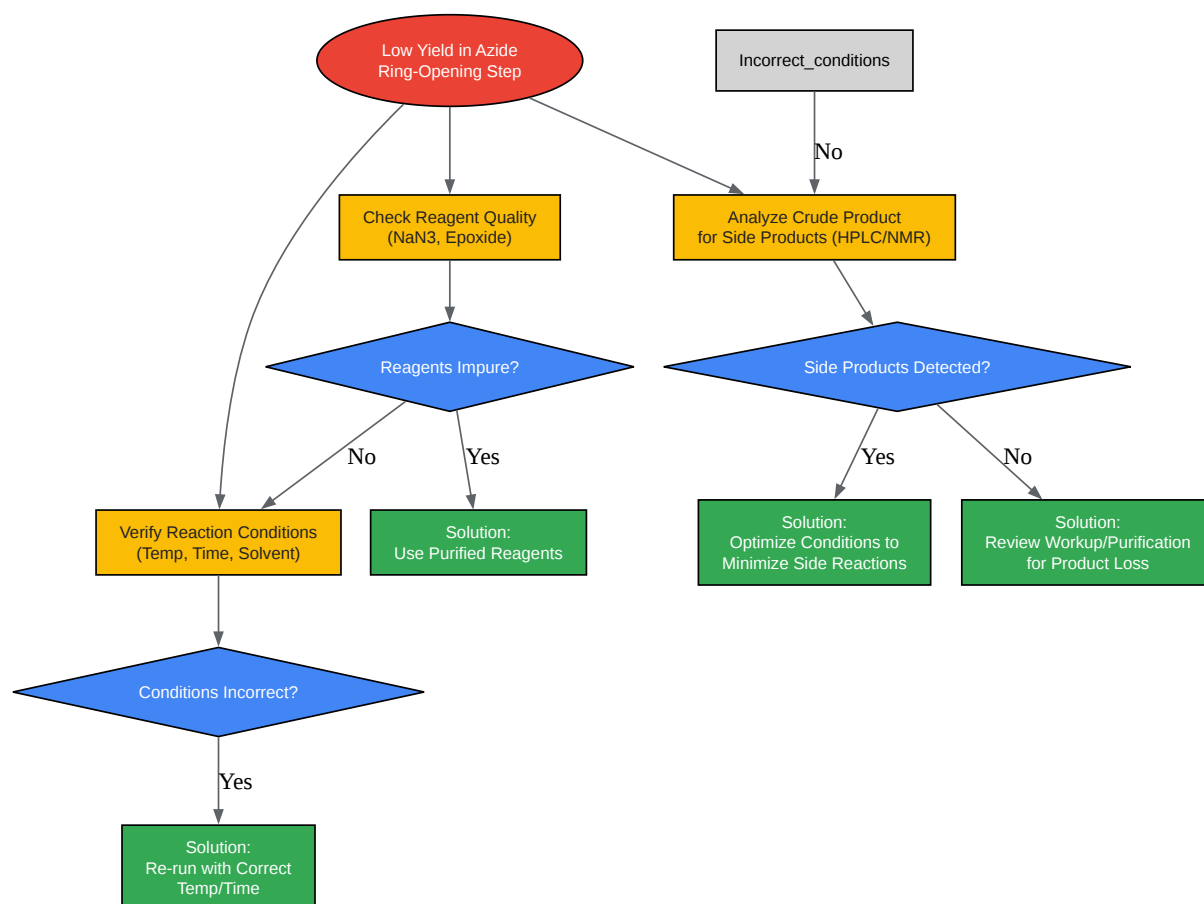 Low Yield in Azide
Ring-Opening Step
Incorrect_conditions
No
Check Reagent Quality
(NaN3, Epoxide)
Analyze Crude Product
for Side Products (HPLC/NMR)
Reagents Impure?
Side Products Detected?
No
Yes
Yes
No
Verify Reaction Conditions
(Temp, Time, Solvent)
Solution:
Use Purified Reagents
Solution:
Optimize Conditions to
Minimize Side Reactions
Solution:
Review Workup/Purification
for Product Loss
Conditions Incorrect?
Yes
Solution:
Re-run with Correct
Temp/Time